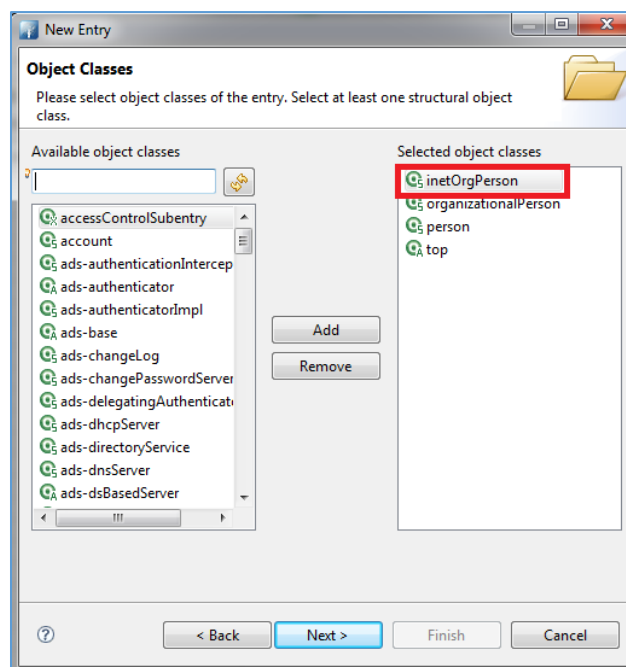 New Entry
Object Classes
Please select object classes of the entry. Select at least one structural object
class.
Available object classes
Selected object classes
accessControlSubentry
account
ads-authenticationIntercep
ads-authenticator
ads-authenticatorImpl
ads-base
ads-changeLog
ads-changePasswordServer
ads-delegatingAuthenticato
ads-dhcpServer
ads-directoryService
ads-dnsServer
ads-dsBasedServer
Add
Remove
inetOrgPerson
organizationalPerson
person
top
< Back
Next >
Finish
Cancel